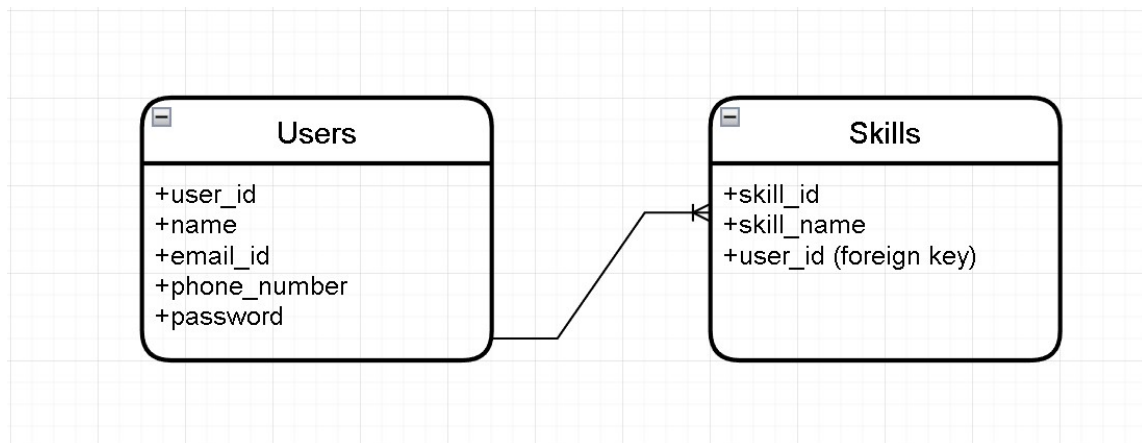 Users
+user_id
+name
+email_id
+phone_number
+password
Skills
+skill_id
+skill_name
+user_id (foreign key)